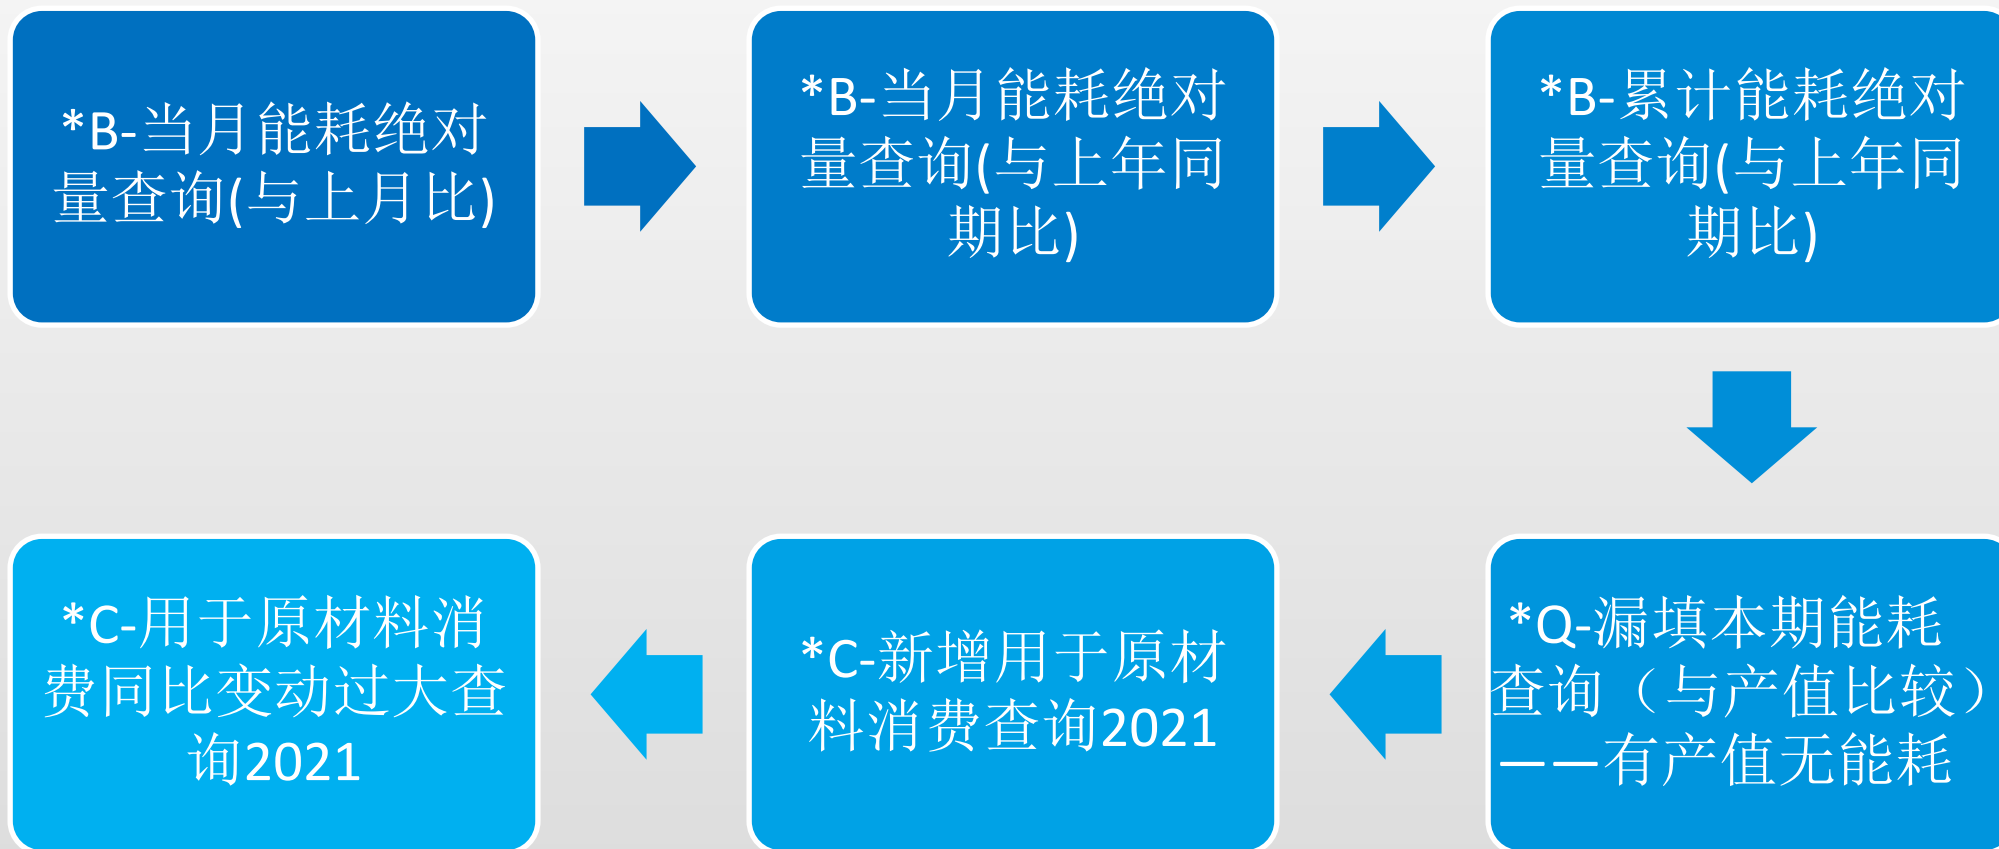 *B-当月能耗绝对
量查询(与上月比)
*B-当月能耗绝对
量查询(与上年同
期比)
*B-累计能耗绝对
量查询(与上年同
期比)
*Q-漏填本期能耗
查询（与产值比较）
——有产值无能耗
*C-新增用于原材
料消费查询2021
*C-用于原材料消
费同比变动过大查
询2021